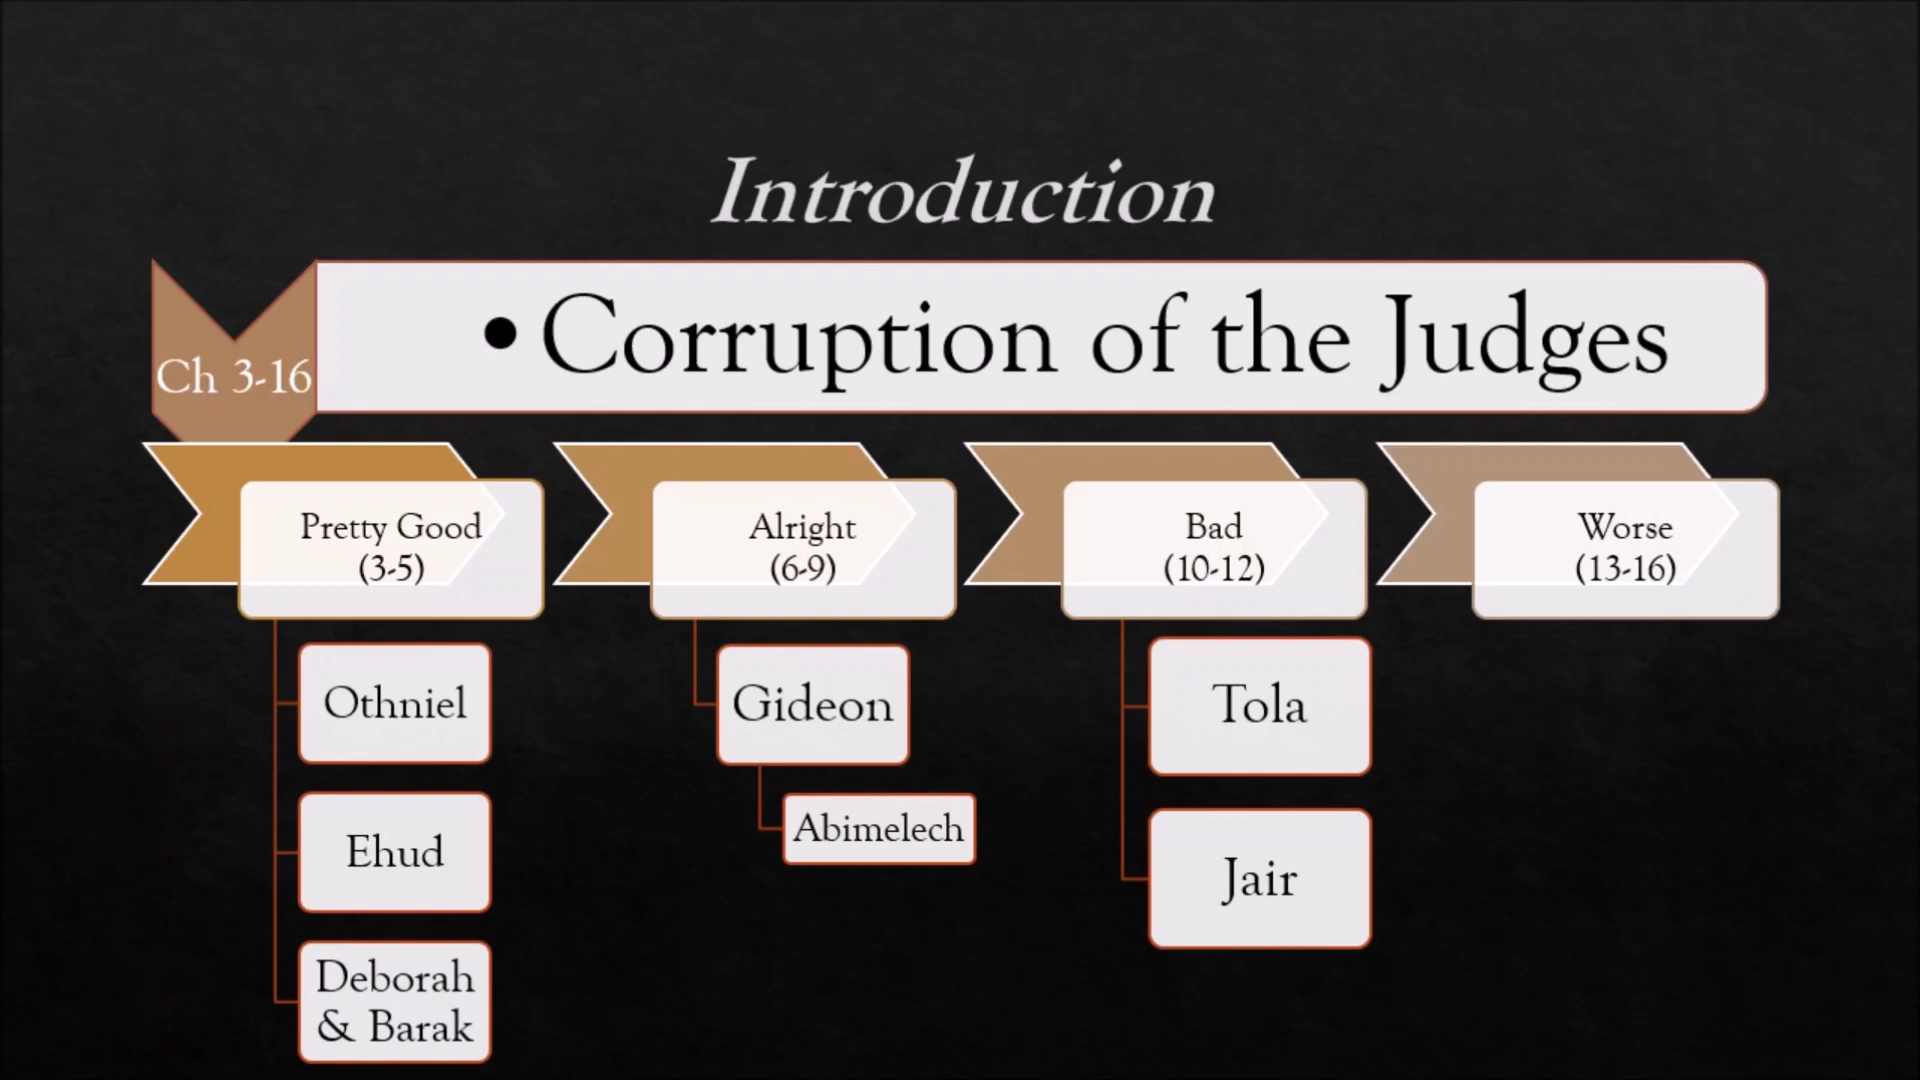 Introduction
Ch 3-16
• Corruption of the Judges
Pretty Good
(3-5)
Othniel
Ehud
Deborah
& Barak
Alright
(6-9)
Gideon
Abimelech
Bad
(10-12)
Tola
Jair
Worse
(13-16)